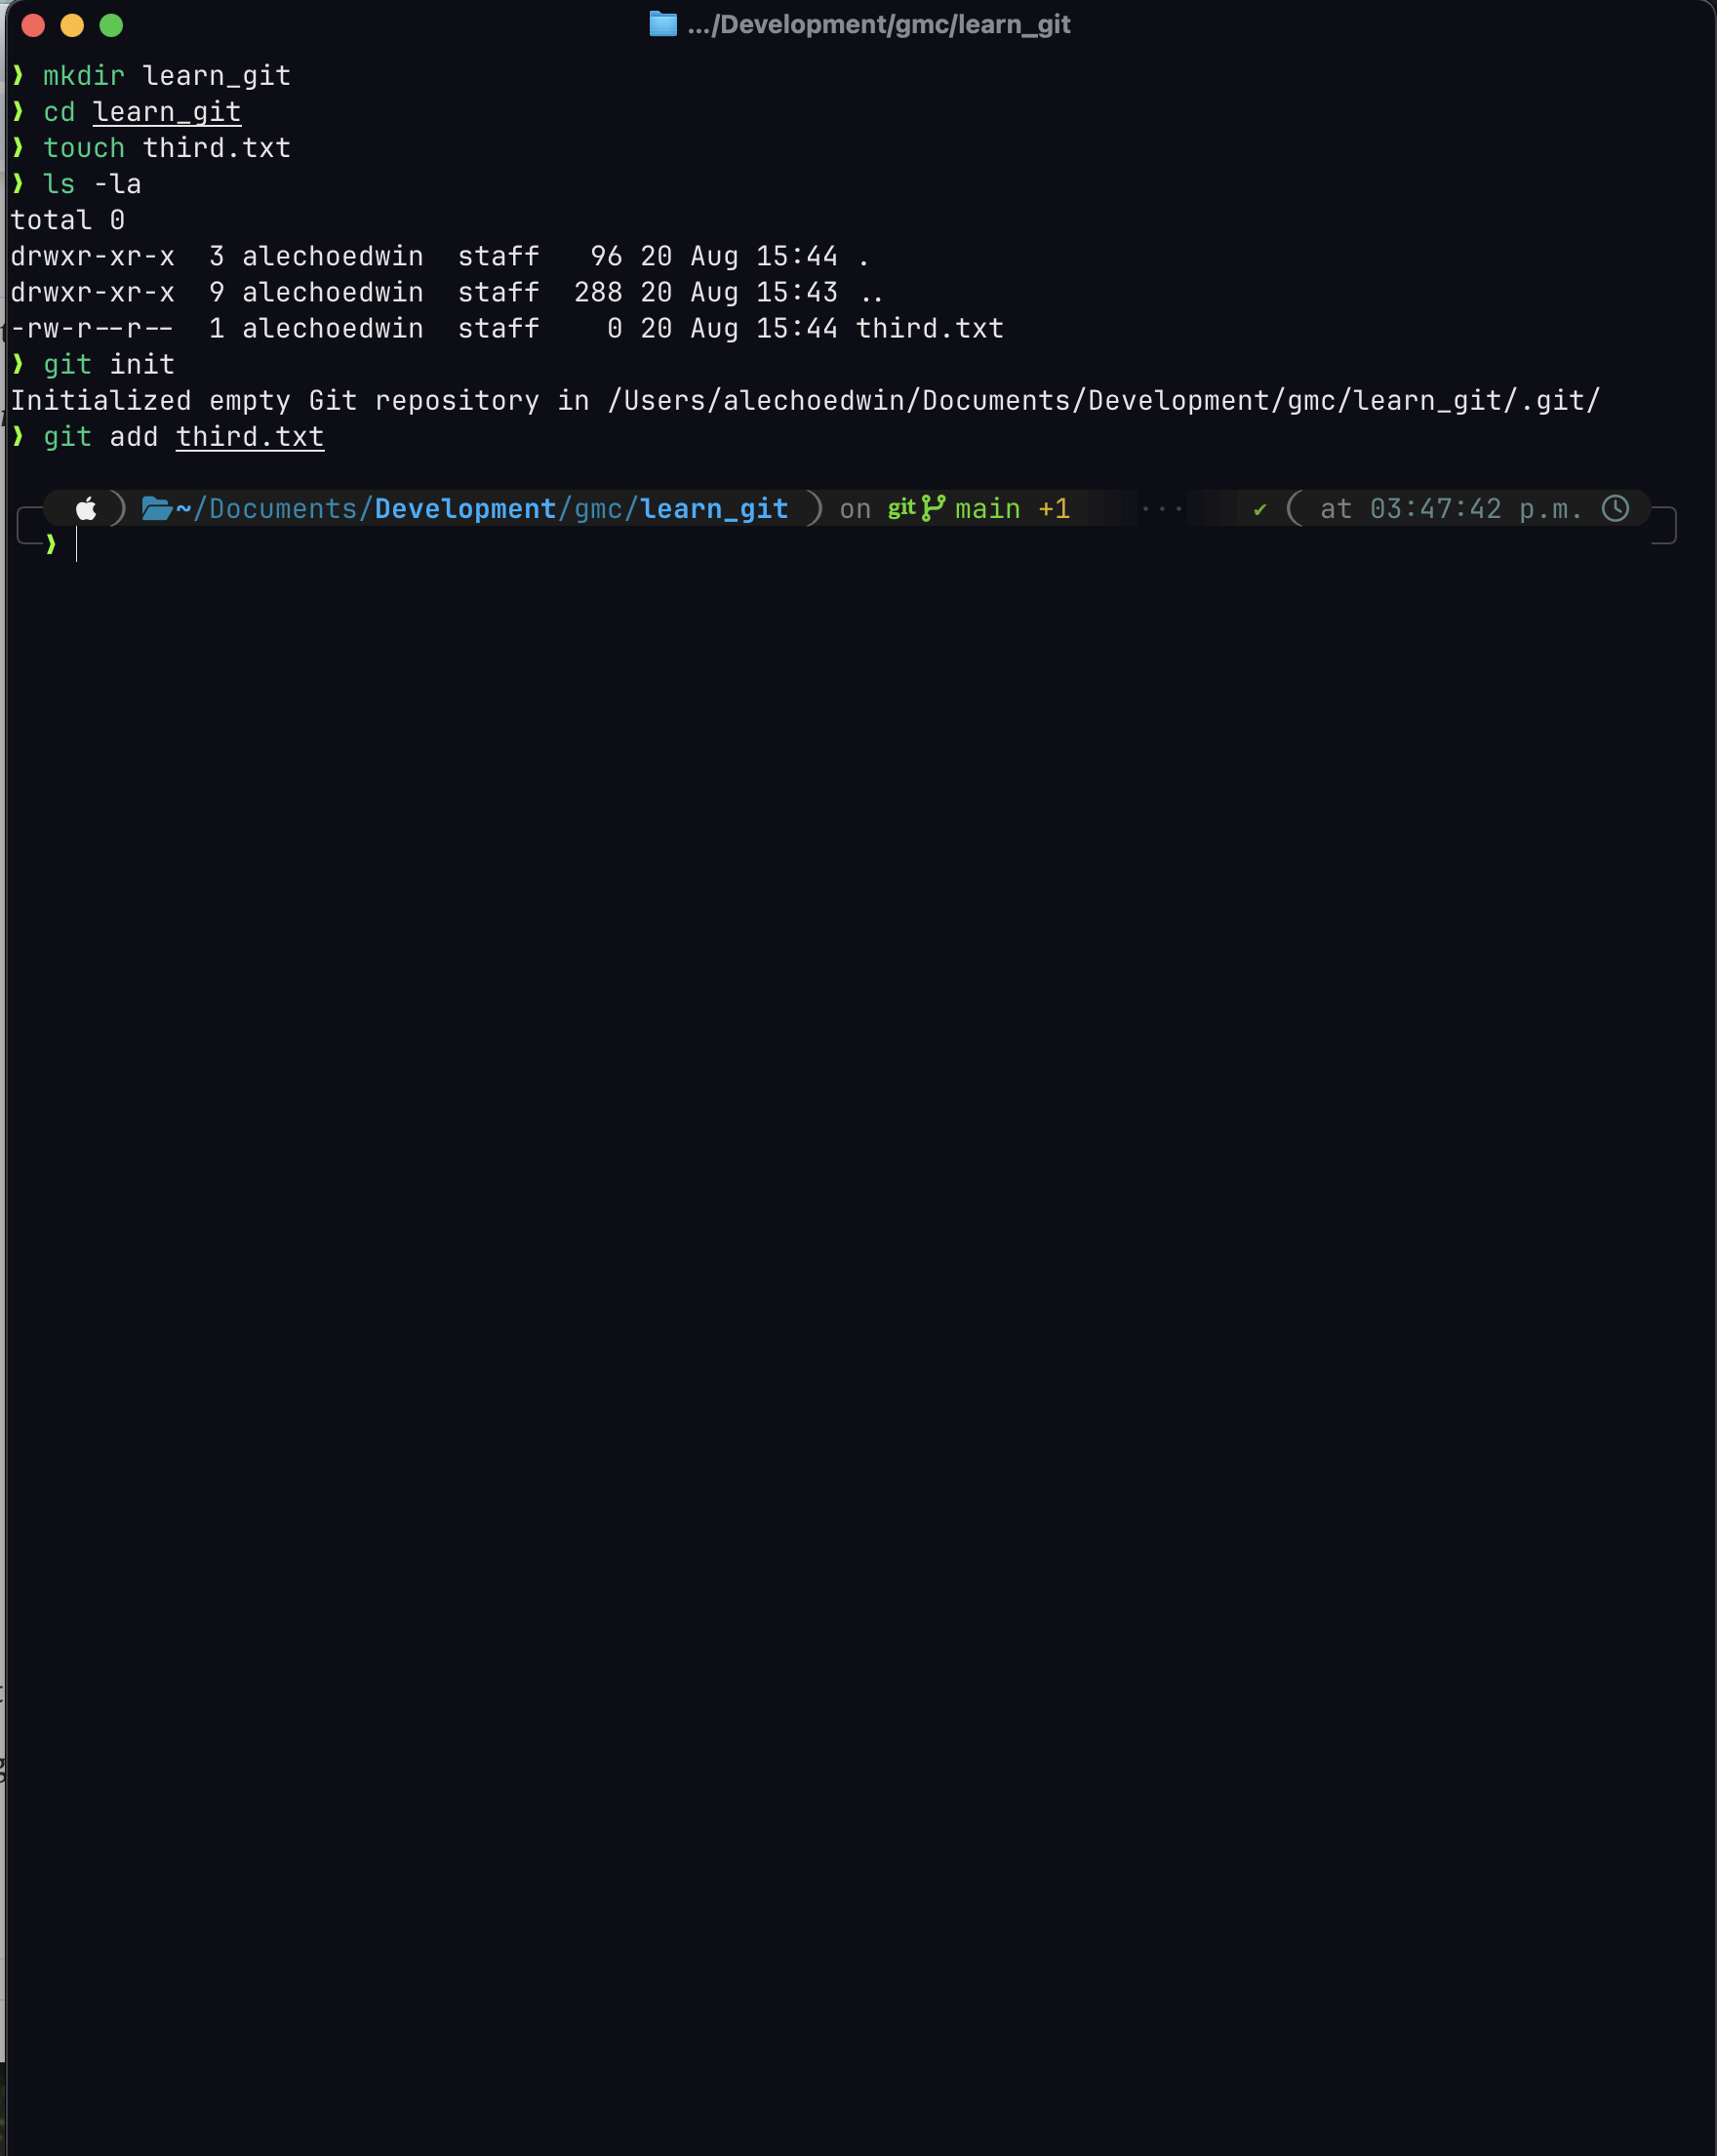 .../Development/gmc/learn_git
❱ mkdir learn_git
❱ cd learn_git
❱ touch third.txt
❱ ls -la
total 0
drwxr-xr-x  3 alechoedwin  staff   96 20 Aug 15:44 .
drwxr-xr-x  9 alechoedwin  staff  288 20 Aug 15:43 ..
-rw-r--r--  1 alechoedwin  staff    0 20 Aug 15:44 third.txt
❱ git init
Initialized empty Git repository in /Users/alechoedwin/Documents/Development/gmc/learn_git/.git/
❱ git add third.txt
~/Documents/Development/gmc/learn_git ) on git main +1 ··· ✔ ( at 03:47:42 p.m.
❱